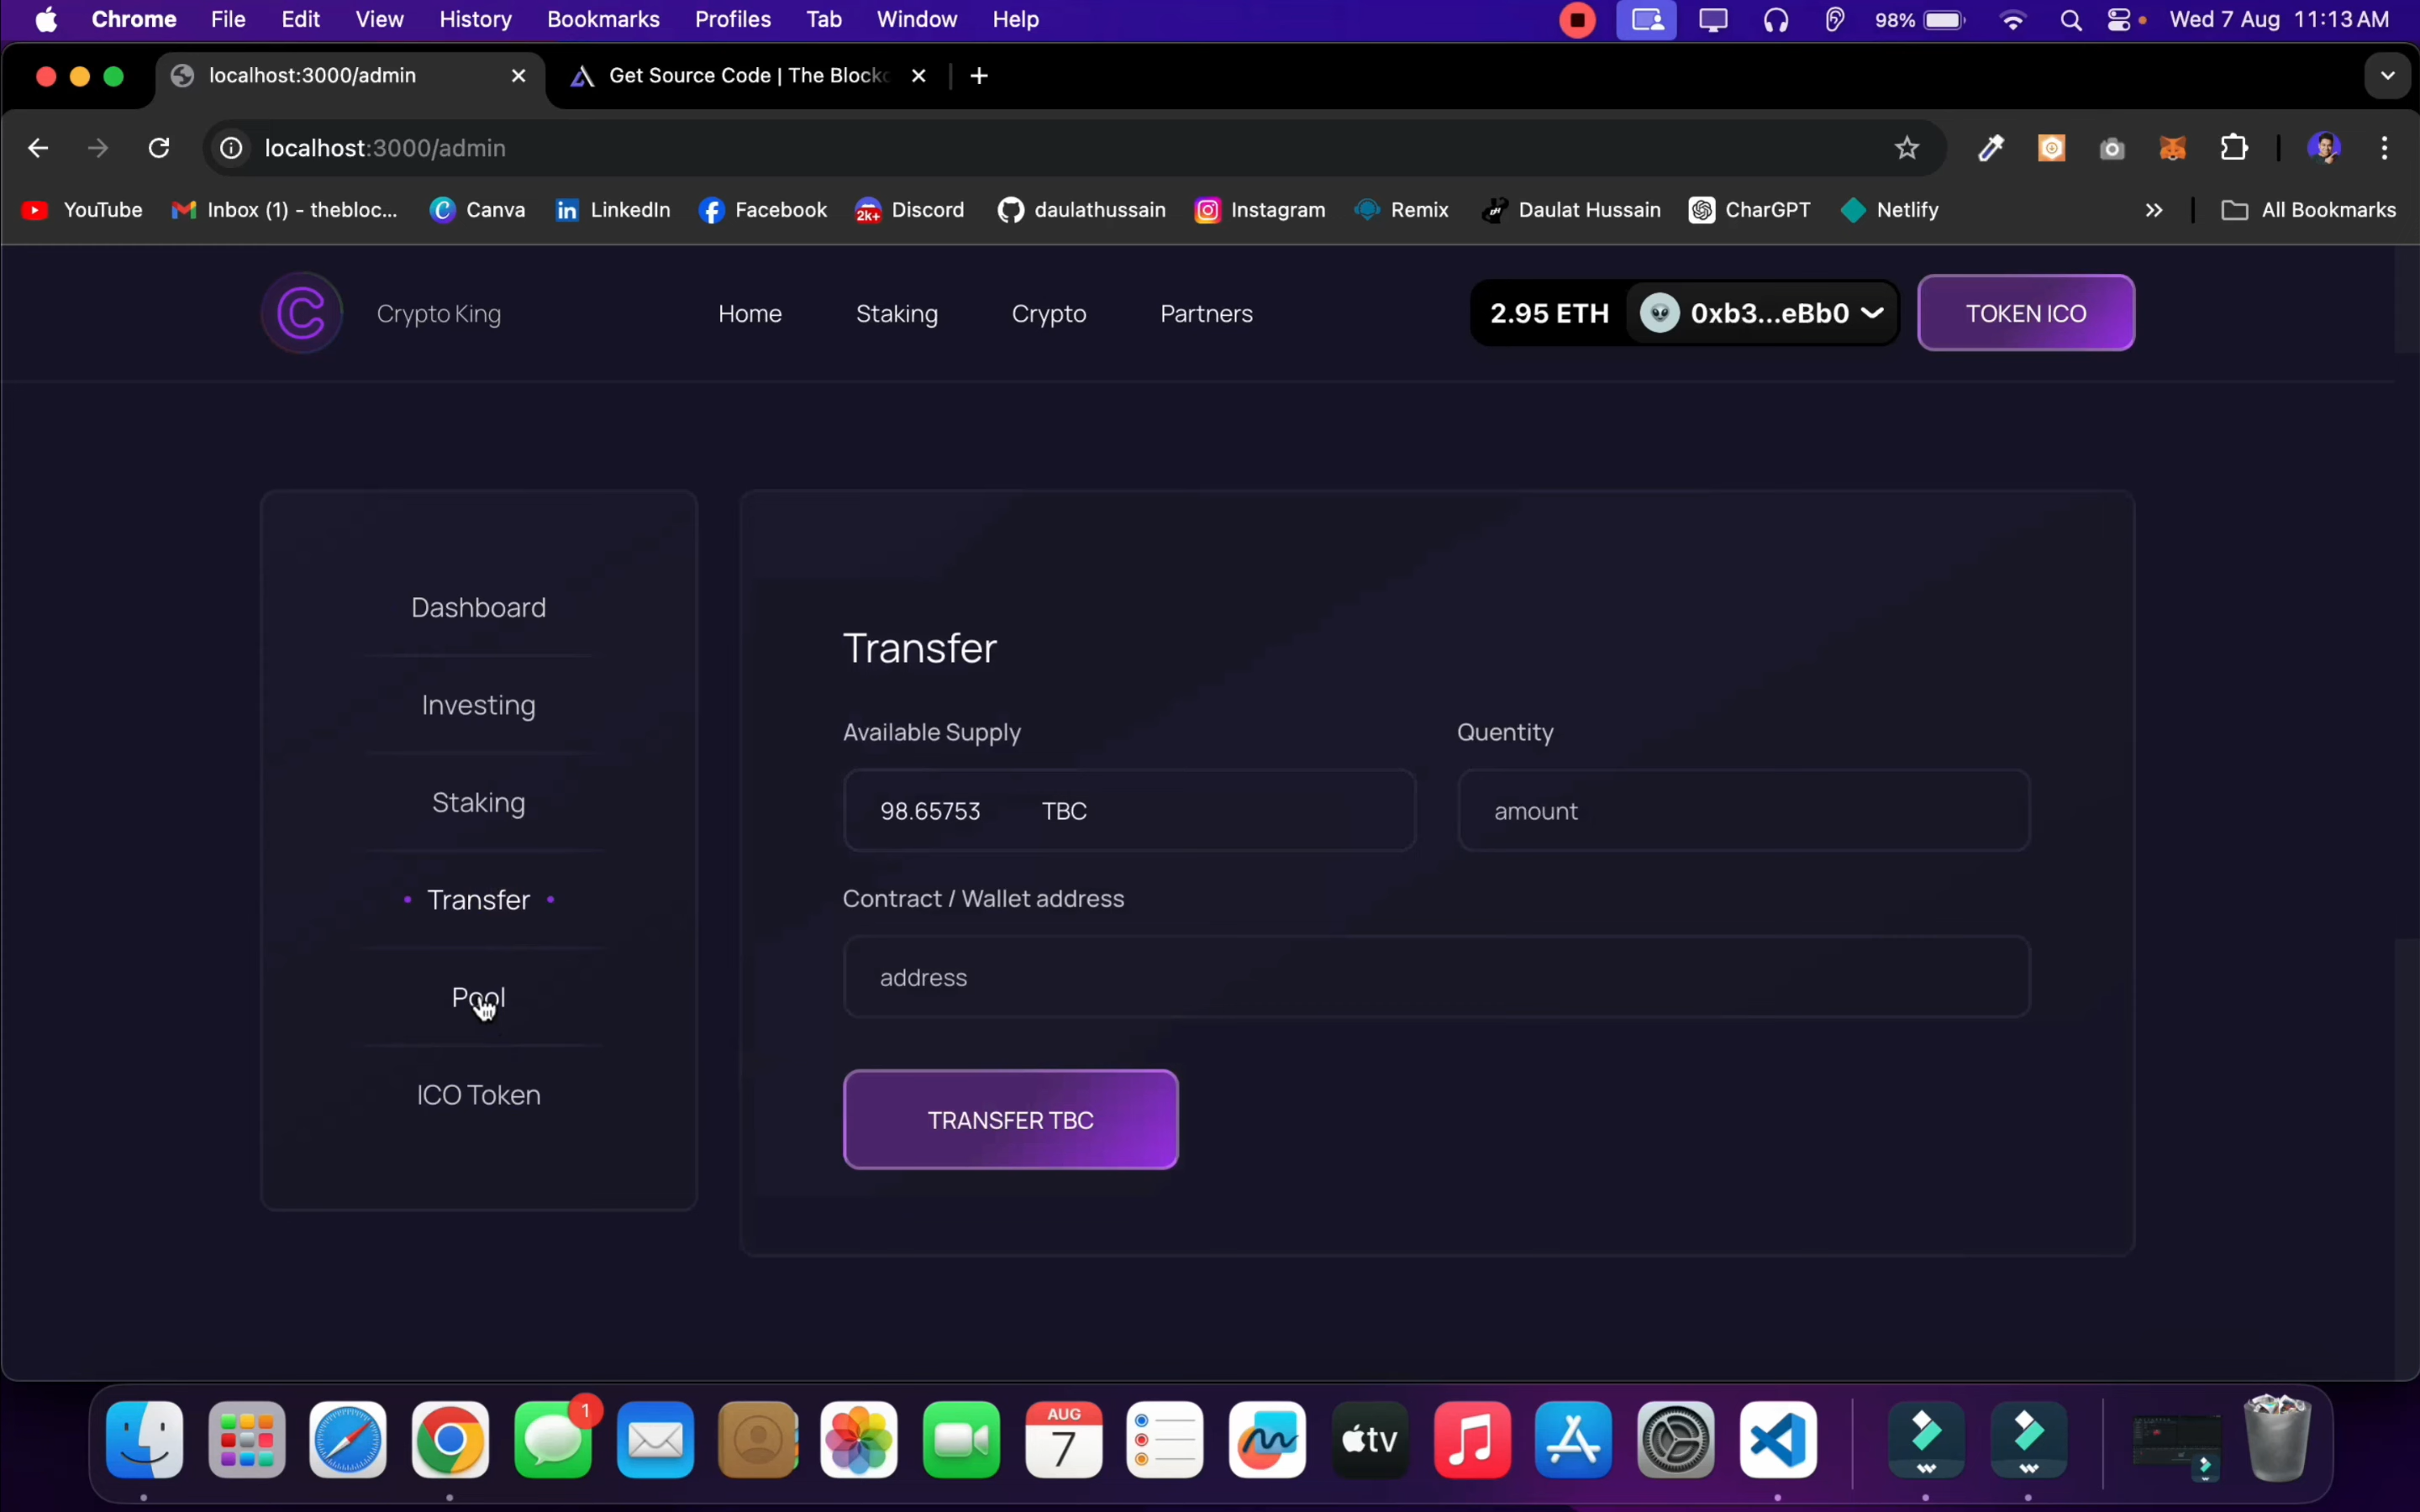 Chrome File Edit View History Bookmarks Profiles Tab Window Help 98% Wed 7 Aug 11:13 AM
localhost:3000/admin Get Source Code | The Blockc
localhost:3000/admin
YouTube Inbox (1) - thebloc... Canva LinkedIn Facebook 2k+ Discord daulathussain Instagram Remix Daulat Hussain CharGPT Netlify All Bookmarks
Crypto King Home Staking Crypto Partners 2.95 ETH 0xb3...eBb0 TOKEN ICO
Dashboard
Investing
Staking
Transfer
Pool
ICO Token
Transfer
Available Supply Quentity
98.65753 TBC amount
Contract / Wallet address
address
TRANSFER TBC
1
AUG
7
tv